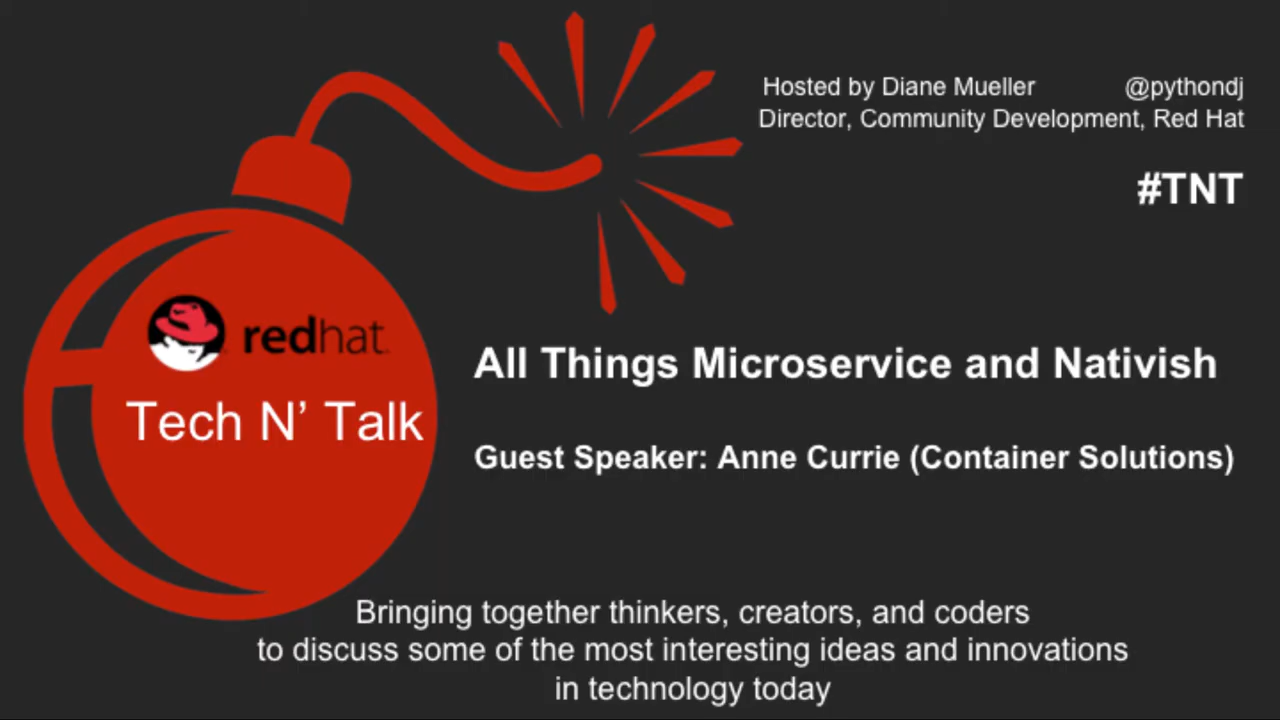 Hosted by Diane Mueller @pythondj
Director, Community Development, Red Hat
#TNT
redhat
Tech N’ Talk
All Things Microservice and Nativish
Guest Speaker: Anne Currie (Container Solutions)
Bringing together thinkers, creators, and coders
to discuss some of the most interesting ideas and innovations
in technology today